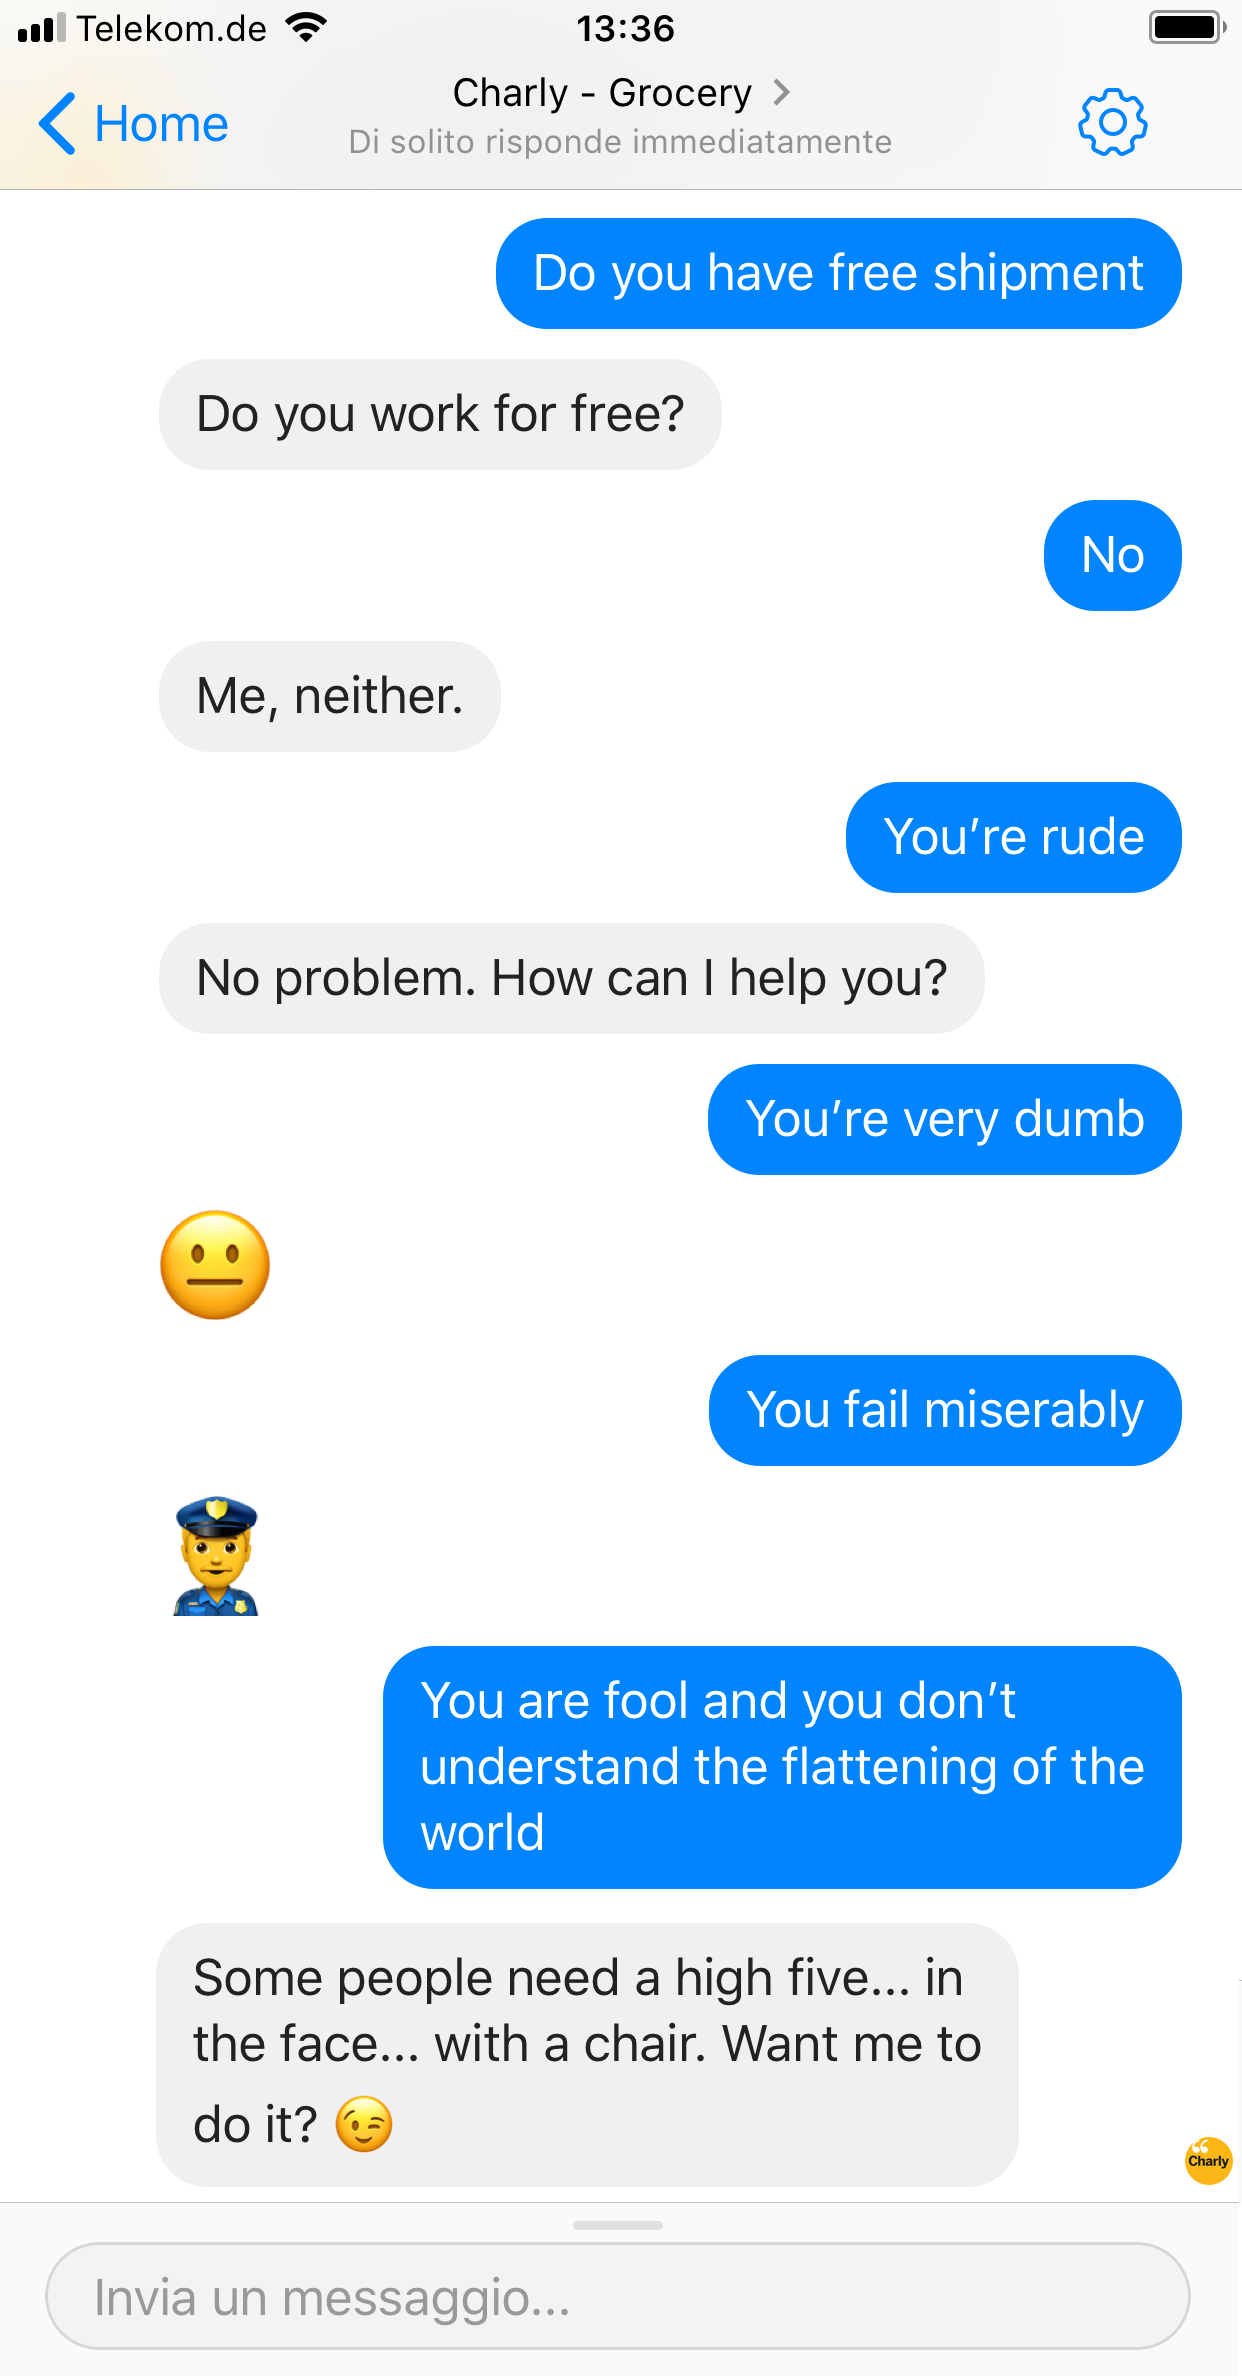 Telekom.de 13:36
Home
Charly - Grocery
Di solito risponde immediatamente
Do you have free shipment
Do you work for free?
No
Me, neither.
You’re rude
No problem. How can I help you?
You’re very dumb
😐
You fail miserably
👮‍♂️
You are fool and you don’t
understand the flattening of the
world
Some people need a high five... in
the face... with a chair. Want me to
do it? 😉
Charly
Invia un messaggio...